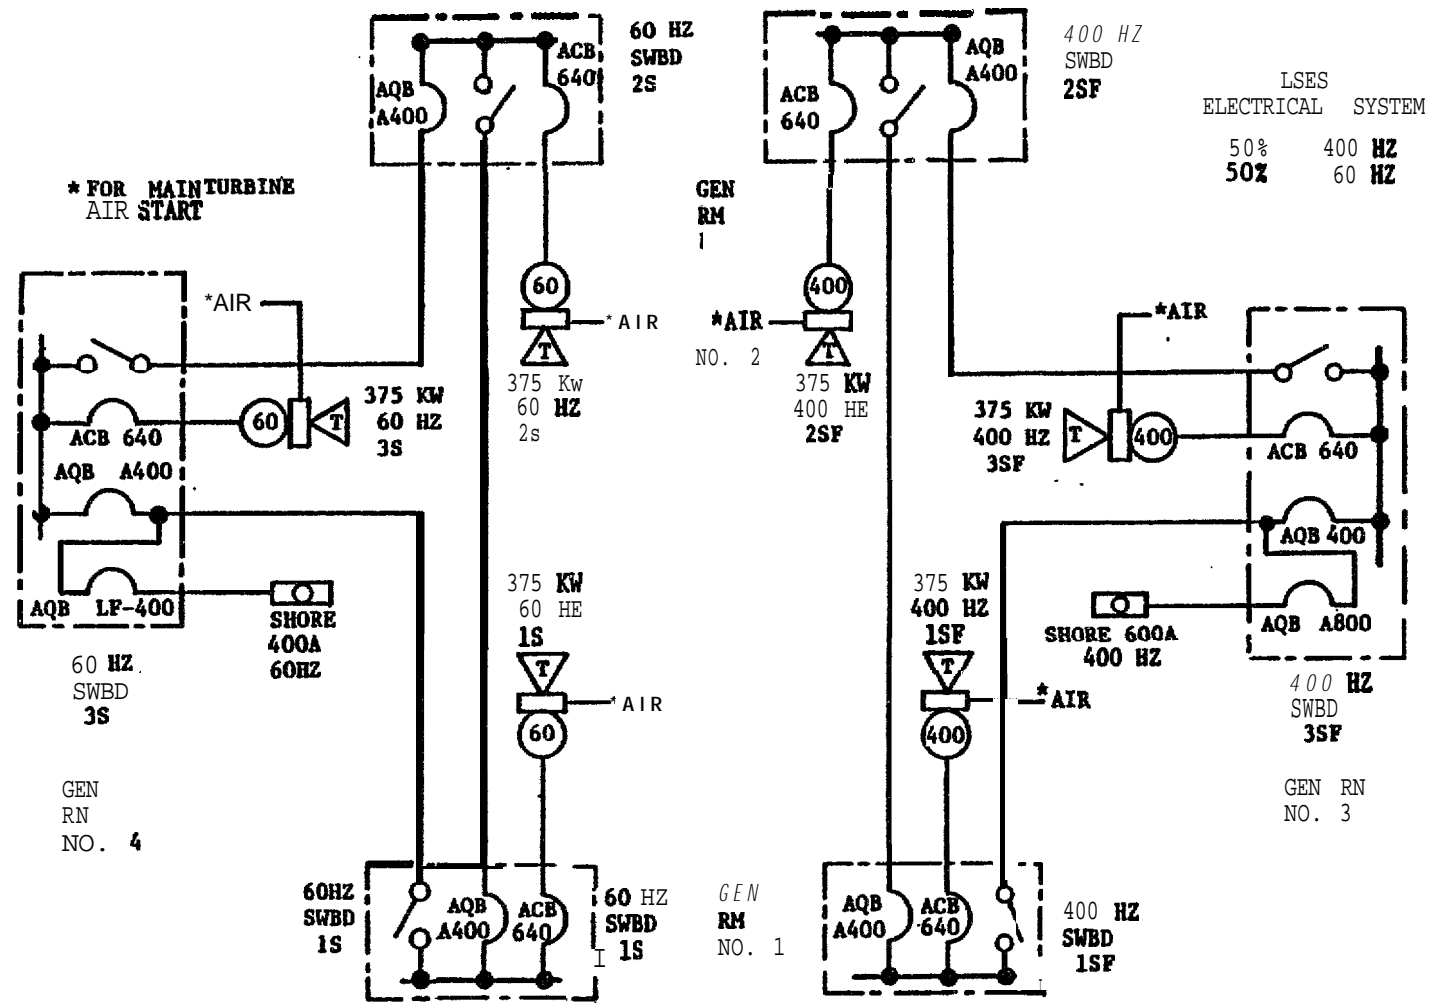 60 HZ
SWBD
2S
ACB
640
AQB
A400
400 HZ
SWBD
2SF
AQB
A400
ACB
640
LSES
ELECTRICAL SYSTEM
50% 400 HZ
50% 60 HZ
* FOR MAIN TURBINE
AIR START
GEN
RM
1
*AIR
60
*AIR
T
375 Kw
60 HZ
2s
400
*AIR
T
NO. 2
375 KW
400 HE
2SF
*AIR
60
T
375 KW
60 HZ
3S
ACB 640
AQB A400
AQB LF-400
SHORE
400A
60HZ
60 HZ
SWBD
3S
GEN
RN
NO. 4
375 KW
400 HZ
3SF
T
400
ACB 640
AQB 400
AQB A800
SHORE 600A
400 HZ
400 HZ
SWBD
3SF
GEN RN
NO. 3
375 KW
60 HE
1S
T
*AIR
60
375 KW
400 HZ
1SF
T
*AIR
400
60HZ
SWBD
1S
AQB
A400
ACB
640
60 HZ
SWBD
I 1S
GEN
RM
NO. 1
AQB
A400
ACB
640
400 HZ
SWBD
1SF